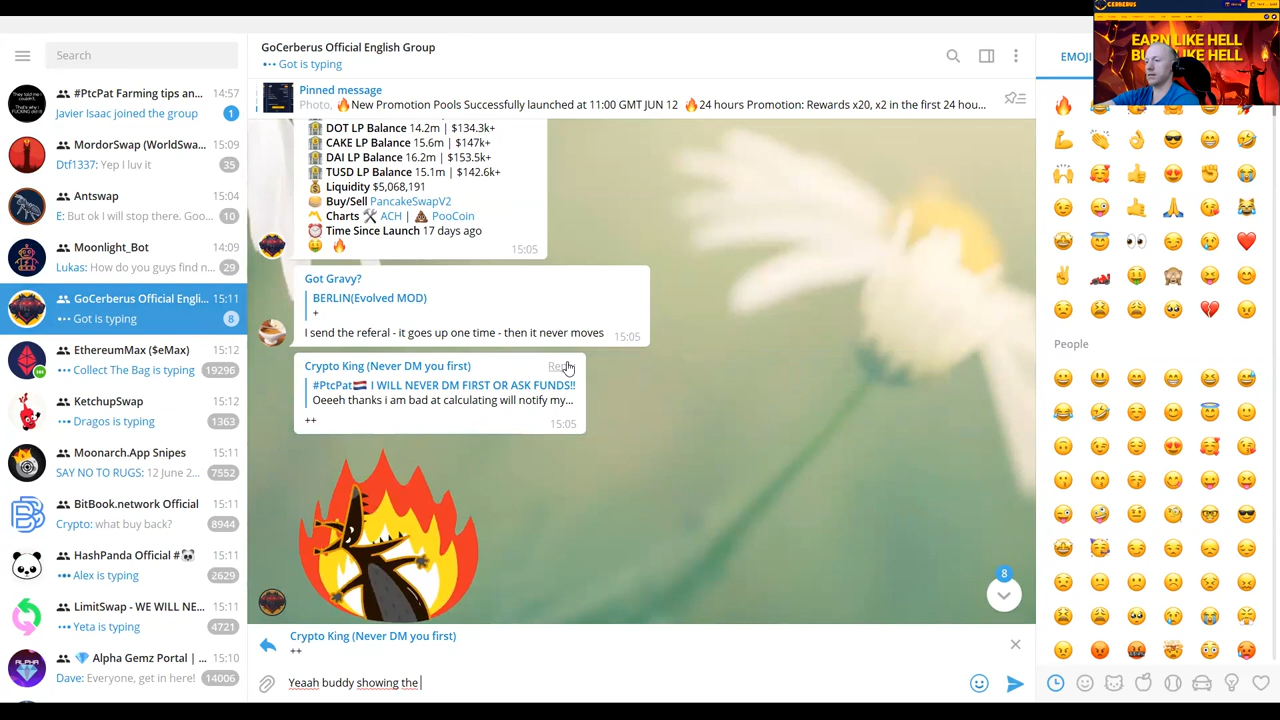 Search
#PtcPat Farming tips an... 14:57
Javier Isaac joined the group 1
MordorSwap (WorldSwa... 15:09
Dtf1337: Yep I luv it 35
Antswap 15:04
E: But ok I will stop there. Goo... 10
Moonlight_Bot 14:09
Lukas: How do you guys find n... 29
GoCerberus Official Engli... 15:11
Got is typing 8
EthereumMax ($eMax) 15:12
Collect The Bag is typing 19296
KetchupSwap 15:12
Dragos is typing 1363
Moonarch.App Snipes 15:11
SAY NO TO RUGS: 12 June 2... 7552
BitBook.network Official 15:11
Crypto: what buy back? 8944
HashPanda Official #🐼 15:11
Alex is typing 2629
LimitSwap - WE WILL NE... 15:11
Yeta is typing 4721
💎 Alpha Gemz Portal | ... 15:10
Dave: Everyone, get in here! 14006
GoCerberus Official English Group
Got is typing
Pinned message
Photo, 🔥New Promotion Pools Successfully launched at 11:00 GMT JUN 12 🔥24 hours Promotion: Rewards x20, x2 in the first 24 hou...
DOT LP Balance 14.2m | $134.3k+
CAKE LP Balance 15.6m | $147k+
DAI LP Balance 16.2m | $153.5k+
TUSD LP Balance 15.1m | $142.6k+
Liquidity $5,068,191
Buy/Sell PancakeSwapV2
Charts 🛠 ACH | 💩 PooCoin
Time Since Launch 17 days ago
15:05
Got Gravy?
BERLIN(Evolved MOD)
+
I send the referal - it goes up one time - then it never moves 15:05
Crypto King (Never DM you first)
#PtcPat🇳🇱 I WILL NEVER DM FIRST OR ASK FUNDS!!
Oeeeh thanks i am bad at calculating will notify my...
++
15:05
8
Crypto King (Never DM you first)
++
Yeaah buddy showing the
CERBERUS
EARN LIKE HELL
EMOJI
People